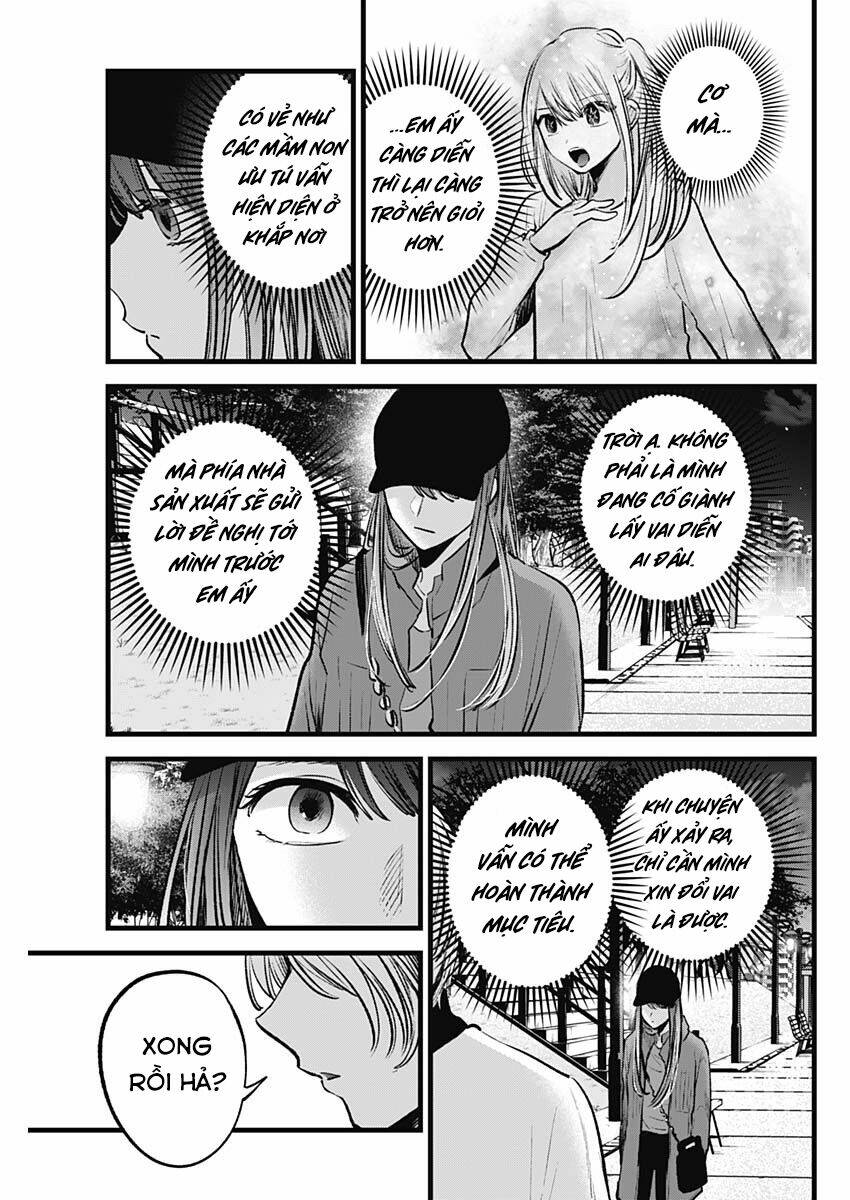 CƠ
MÀ...
...EM ẤY
CÀNG DIỄN
THÌ LẠI CÀNG
TRỞ NÊN GIỎI
HƠN.
CÓ VẺ NHƯ
CÁC MẦM NON
ƯU TÚ VẪN
HIỆN DIỆN Ở
KHẮP NƠI
TRỜI Ạ. KHÔNG
PHẢI LÀ MÌNH
ĐANG CỐ GIÀNH
LẤY VAI DIỄN
AI ĐÂU.
MÀ PHÍA NHÀ
SẢN XUẤT SẼ GỬI
LỜI ĐỀ NGHỊ TỚI
MÌNH TRƯỚC
EM ẤY
KHI CHUYỆN
ẤY XẢY RA,
CHỈ CẦN MÌNH
XIN ĐỔI VAI
LÀ ĐƯỢC.
MÌNH
VẪN CÓ THỂ
HOÀN THÀNH
MỤC TIÊU.
XONG
RỒI HẢ?